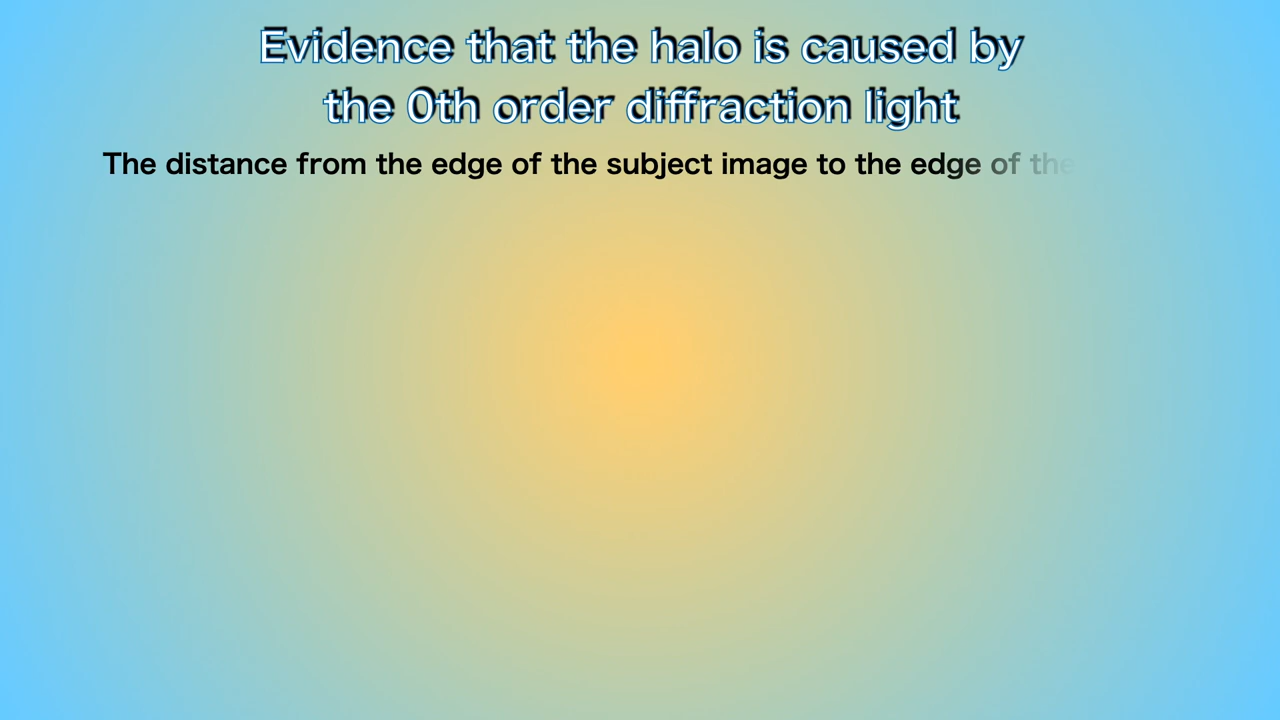 Evidence that the halo is caused by
the 0th order diffraction light
The distance from the edge of the subject image to the edge of the